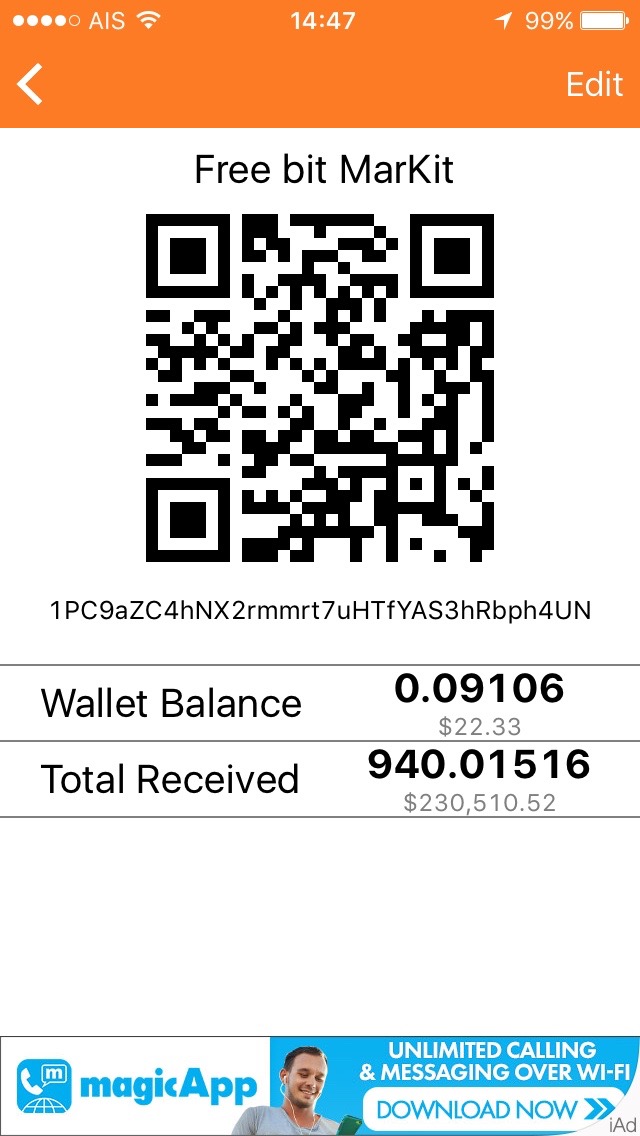 AIS 14:47 99%
Edit
Free bit MarKit
1PC9aZC4hNX2rmmrt7uHTfYAS3hRbph4UN
Wallet Balance 0.09106
$22.33
Total Received 940.01516
$230,510.52
m magicApp
UNLIMITED CALLING
& MESSAGING OVER WI-FI
DOWNLOAD NOW
iAd